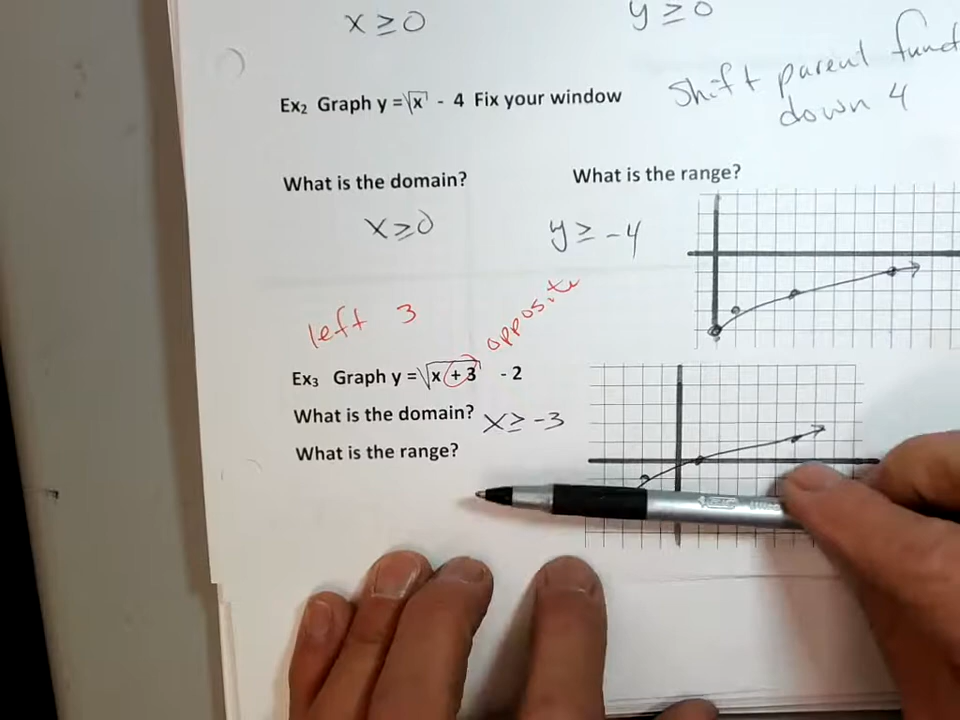 x ≥ 0 y ≥ 0
Shift parent
down 4
Ex2 Graph y = √x - 4 Fix your window
What is the domain? What is the range?
x ≥ 0 y ≥ -4
left 3 opposite
Ex3 Graph y = √x + 3 - 2
What is the domain? x ≥ -3
What is the range?